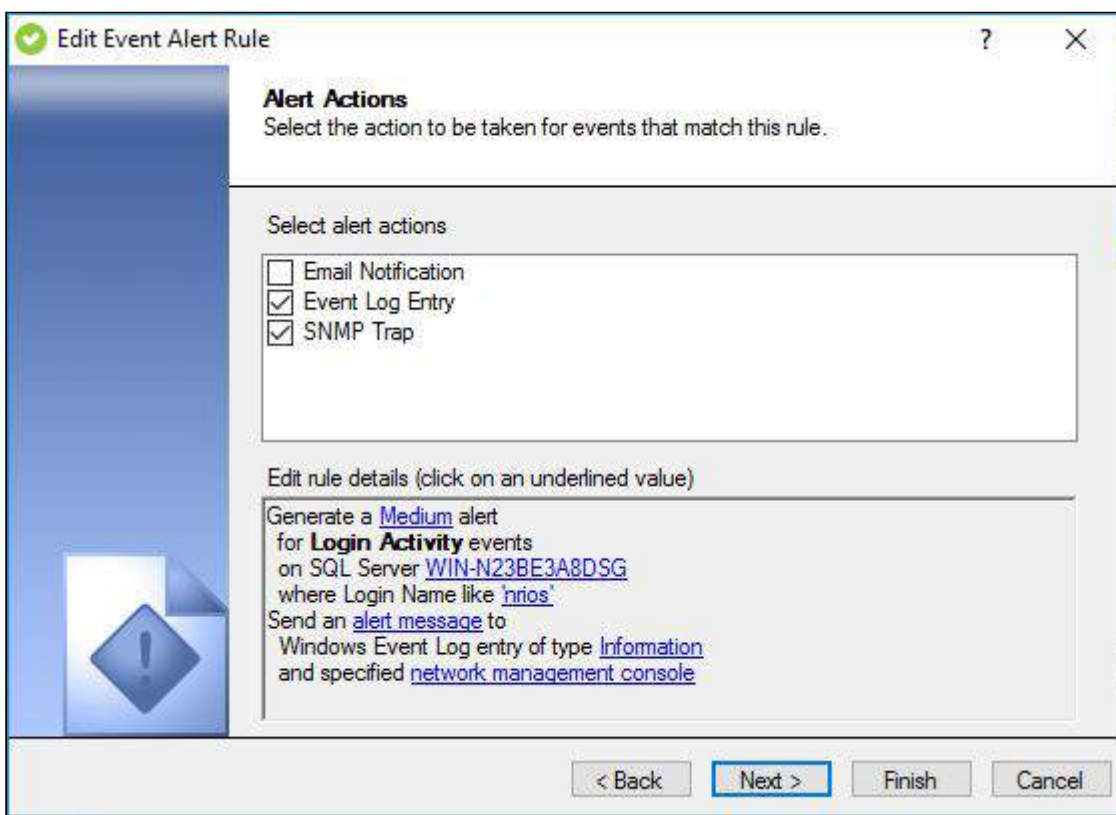 Edit Event Alert Rule
?
Alert Actions
Select the action to be taken for events that match this rule.
Select alert actions
Email Notification
Event Log Entry
SNMP Trap
Edit rule details (click on an underlined value)
Generate a Medium alert
for Login Activity events
on SQL Server WIN-N23BE3A8DSG
where Login Name like 'nrios'
Send an alert message to
Windows Event Log entry of type Information
and specified network management console
< Back Next > Finish Cancel